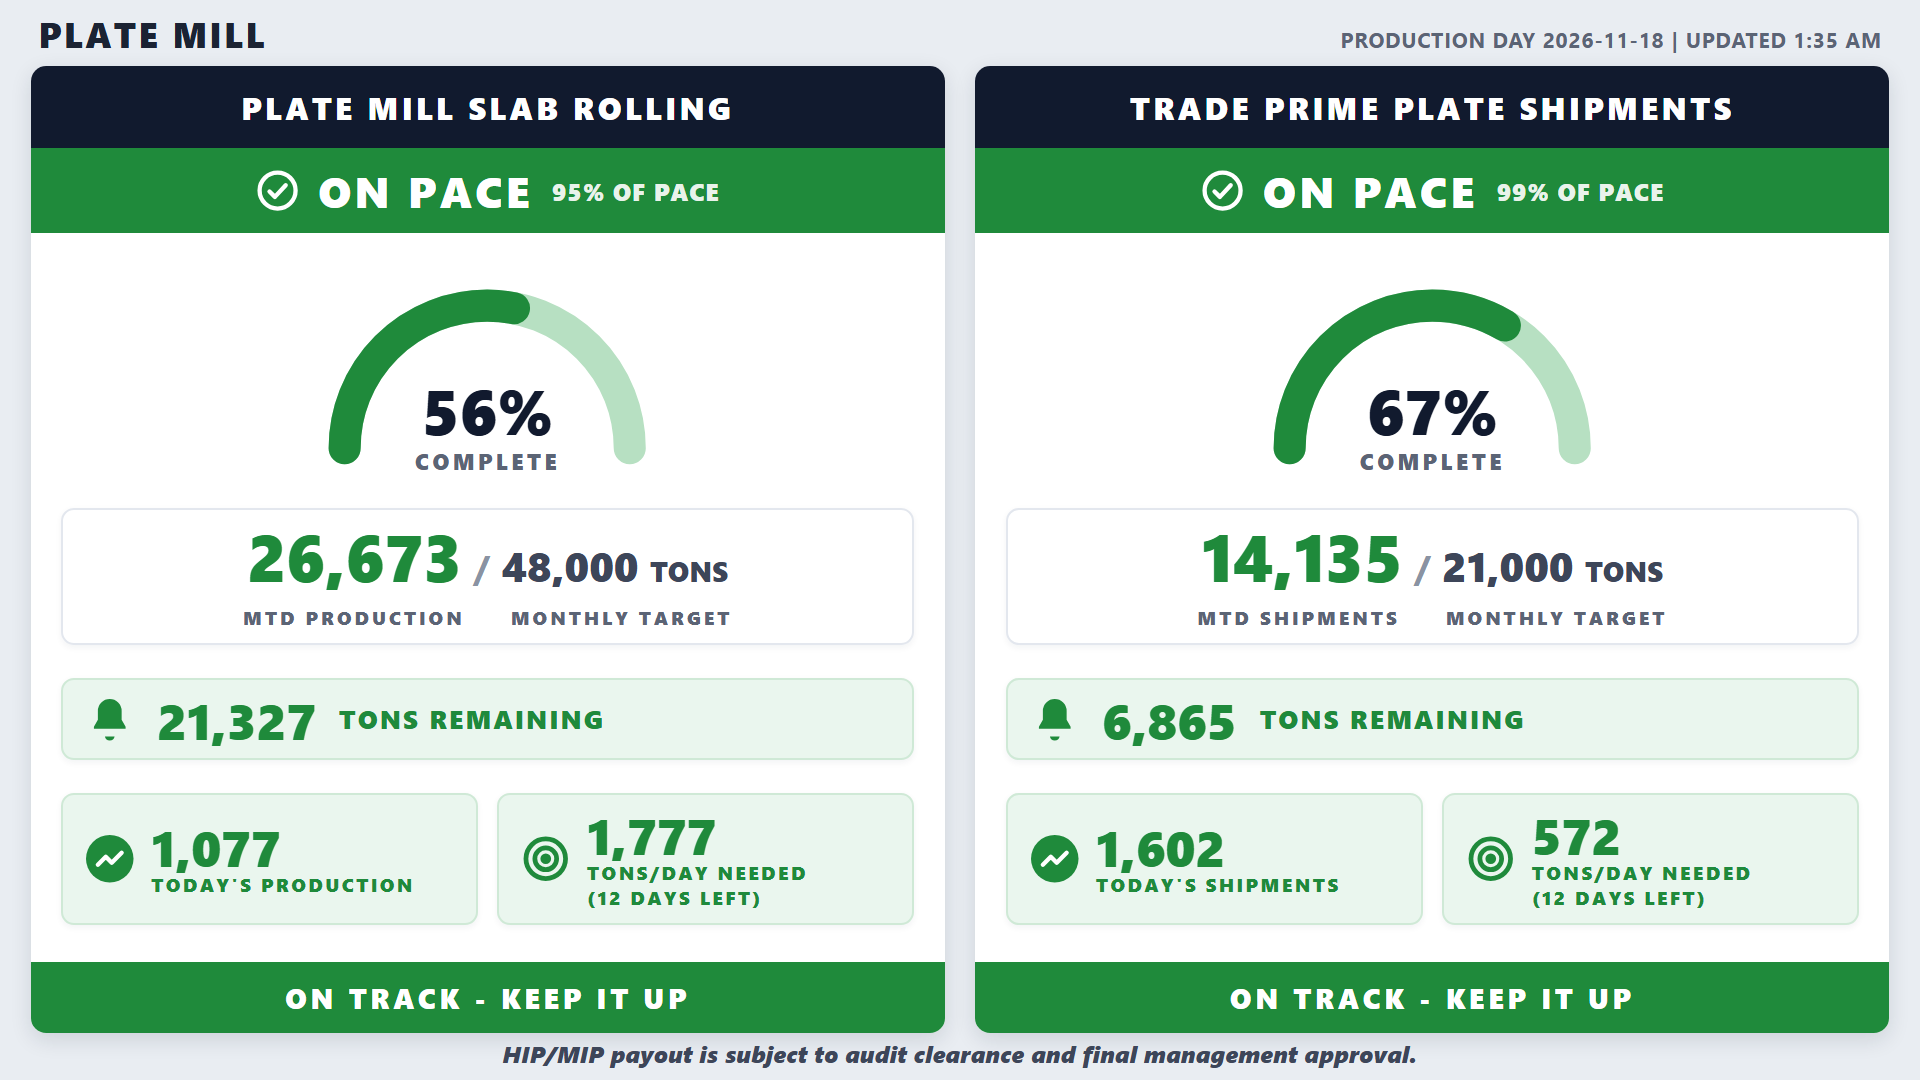 PLATE MILL
PRODUCTION DAY 2026-11-18 | UPDATED 1:35 AM
PLATE MILL SLAB ROLLING
ON PACE 95% OF PACE
56%
COMPLETE
26,673 / 48,000 TONS
MTD PRODUCTION MONTHLY TARGET
21,327 TONS REMAINING
1,077
TODAY'S PRODUCTION
1,777
TONS/DAY NEEDED
(12 DAYS LEFT)
ON TRACK - KEEP IT UP
TRADE PRIME PLATE SHIPMENTS
ON PACE 99% OF PACE
67%
COMPLETE
14,135 / 21,000 TONS
MTD SHIPMENTS MONTHLY TARGET
6,865 TONS REMAINING
1,602
TODAY'S SHIPMENTS
572
TONS/DAY NEEDED
(12 DAYS LEFT)
ON TRACK - KEEP IT UP
HIP/MIP payout is subject to audit clearance and final management approval.